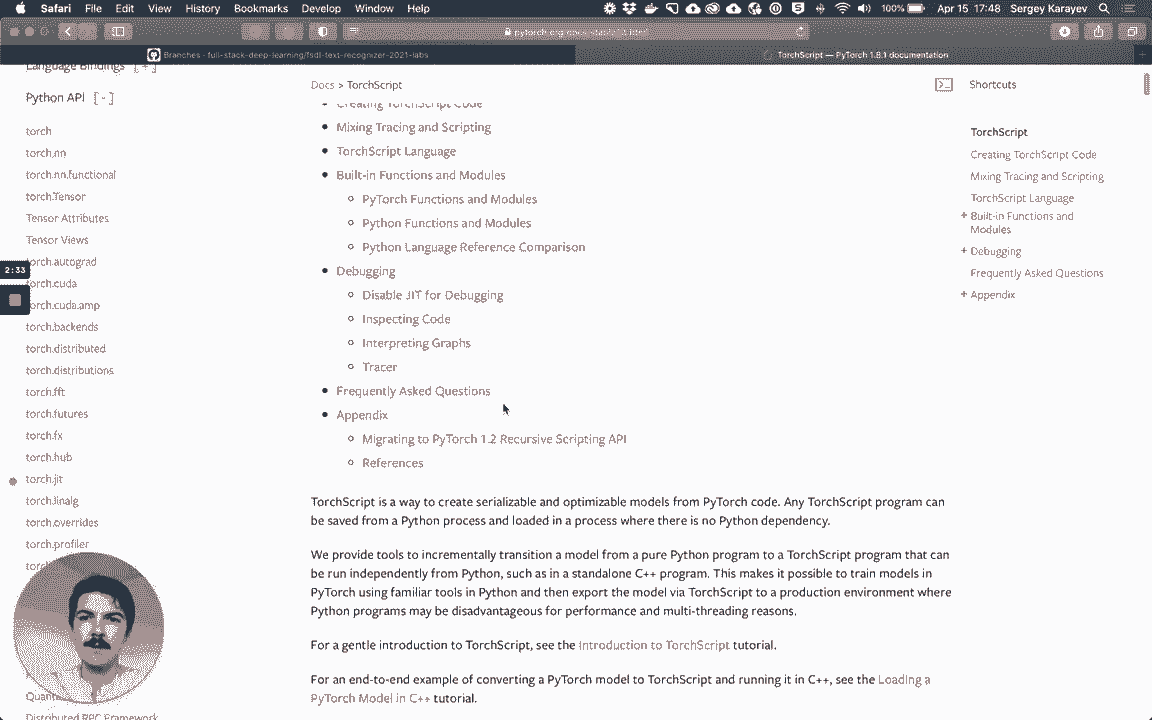 Safari File Edit View History Bookmarks Develop Window Help
100% Apr 15 17:48 Sergey Karayev
Branches · full-stack-deep-learning/fsdl-text-recognizer-2021-labs
TorchScript — PyTorch 1.8.1 documentation
Language Bindings [ + ]
Python API [ - ]
torch
torch.nn
torch.nn.functional
torch.Tensor
Tensor Attributes
Tensor Views
torch.autograd
2:33
torch.cuda
torch.cuda.amp
torch.backends
torch.distributed
torch.distributions
torch.fft
torch.futures
torch.fx
torch.hub
torch.jit
torch.linalg
torch.overrides
torch.profiler
Distributed RPC Framework
Docs > TorchScript
Creating TorchScript Code
Mixing Tracing and Scripting
TorchScript Language
Built-in Functions and Modules
PyTorch Functions and Modules
Python Functions and Modules
Python Language Reference Comparison
Debugging
Disable JIT for Debugging
Inspecting Code
Interpreting Graphs
Tracer
Frequently Asked Questions
Appendix
Migrating to PyTorch 1.2 Recursive Scripting API
References
TorchScript is a way to create serializable and optimizable models from PyTorch code. Any TorchScript program can
be saved from a Python process and loaded in a process where there is no Python dependency.
We provide tools to incrementally transition a model from a pure Python program to a TorchScript program that can
be run independently from Python, such as in a standalone C++ program. This makes it possible to train models in
PyTorch using familiar tools in Python and then export the model via TorchScript to a production environment where
Python programs may be disadvantageous for performance and multi-threading reasons.
For a gentle introduction to TorchScript, see the Introduction to TorchScript tutorial.
For an end-to-end example of converting a PyTorch model to TorchScript and running it in C++, see the Loading a
PyTorch Model in C++ tutorial.
Shortcuts
TorchScript
Creating TorchScript Code
Mixing Tracing and Scripting
TorchScript Language
+ Built-in Functions and
Modules
+ Debugging
Frequently Asked Questions
+ Appendix